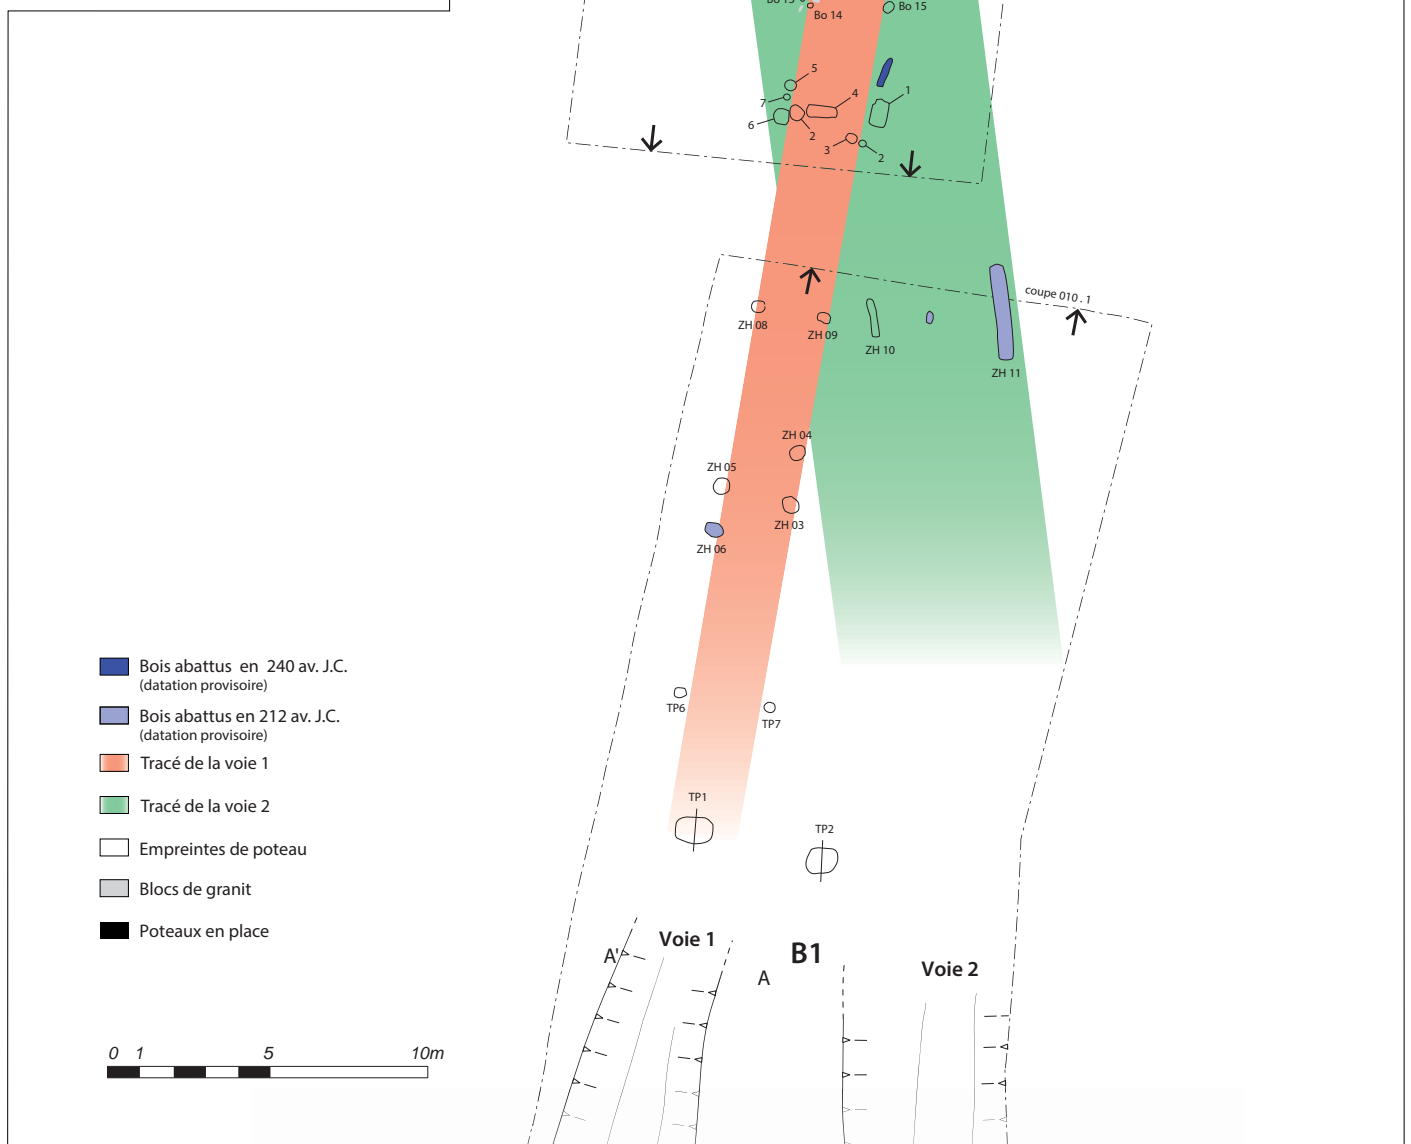 Bo 14
Bo 15
5
7
4
1
6
2
3
2
coupe 010 . 1
ZH 08
ZH 09
ZH 10
ZH 11
ZH 04
ZH 05
ZH 03
ZH 06
Bois abattus en 240 av. J.C.
(datation provisoire)
TP6
TP7
Bois abattus en 212 av. J.C.
(datation provisoire)
Tracé de la voie 1
Tracé de la voie 2
TP1
TP2
Empreintes de poteau
Blocs de granit
Poteaux en place
Voie 1
A'
B1
A
Voie 2
0 1 5 10m